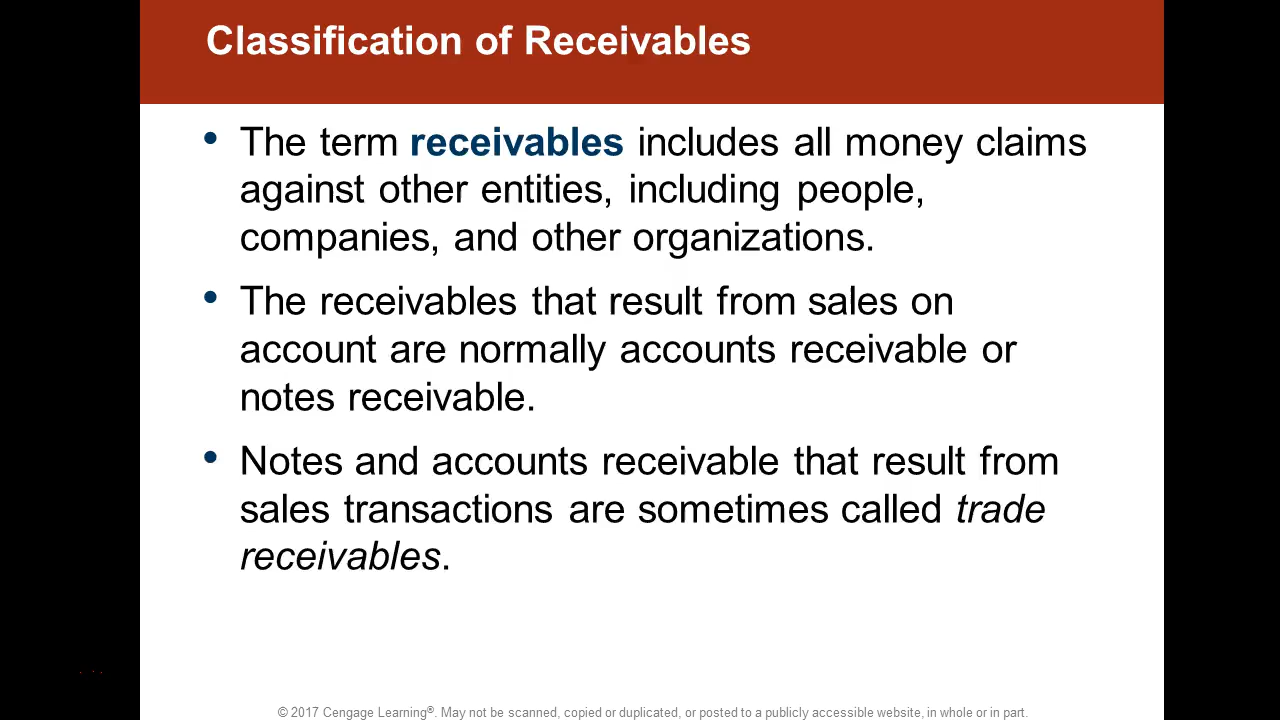 Classification of Receivables
• The term receivables includes all money claims
against other entities, including people,
companies, and other organizations.
• The receivables that result from sales on
account are normally accounts receivable or
notes receivable.
• Notes and accounts receivable that result from
sales transactions are sometimes called trade
receivables.
© 2017 Cengage Learning®. May not be scanned, copied or duplicated, or posted to a publicly accessible website, in whole or in part.